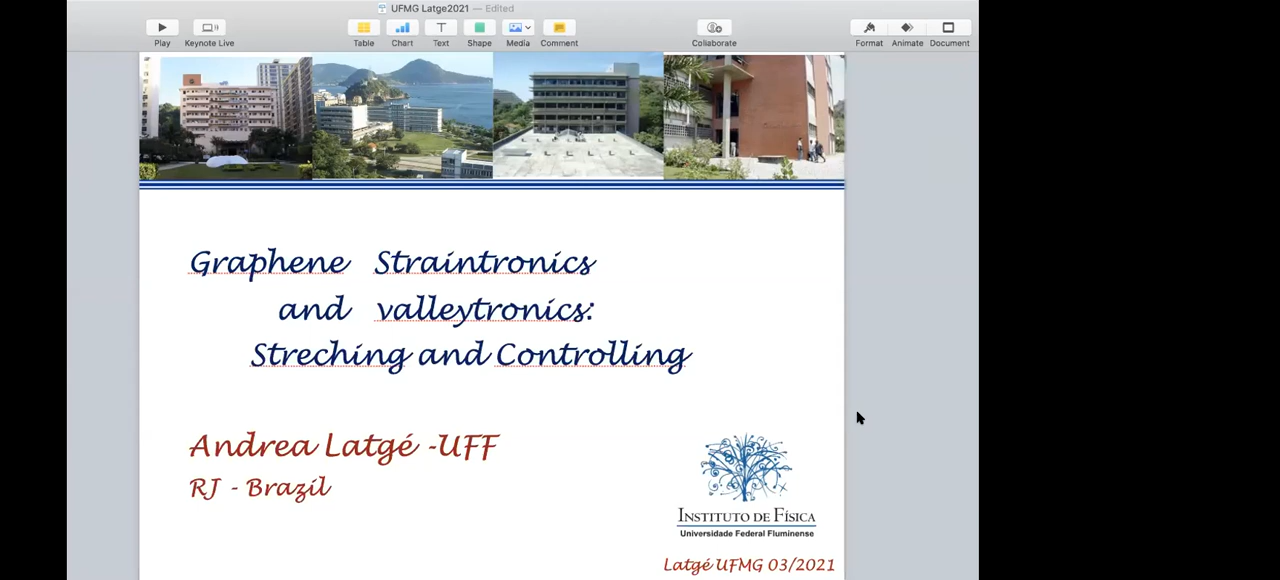 UFMG Latge2021 — Edited
Play
Keynote Live
Table
Chart
Text
Shape
Media
Comment
Collaborate
Format
Animate
Document
Graphene Straintronics
and valleytronics:
Streching and Controlling
Andrea Latgé -UFF
RJ - Brazil
INSTITUTO DE FÍSICA
Universidade Federal Fluminense
Latgé UFMG 03/2021